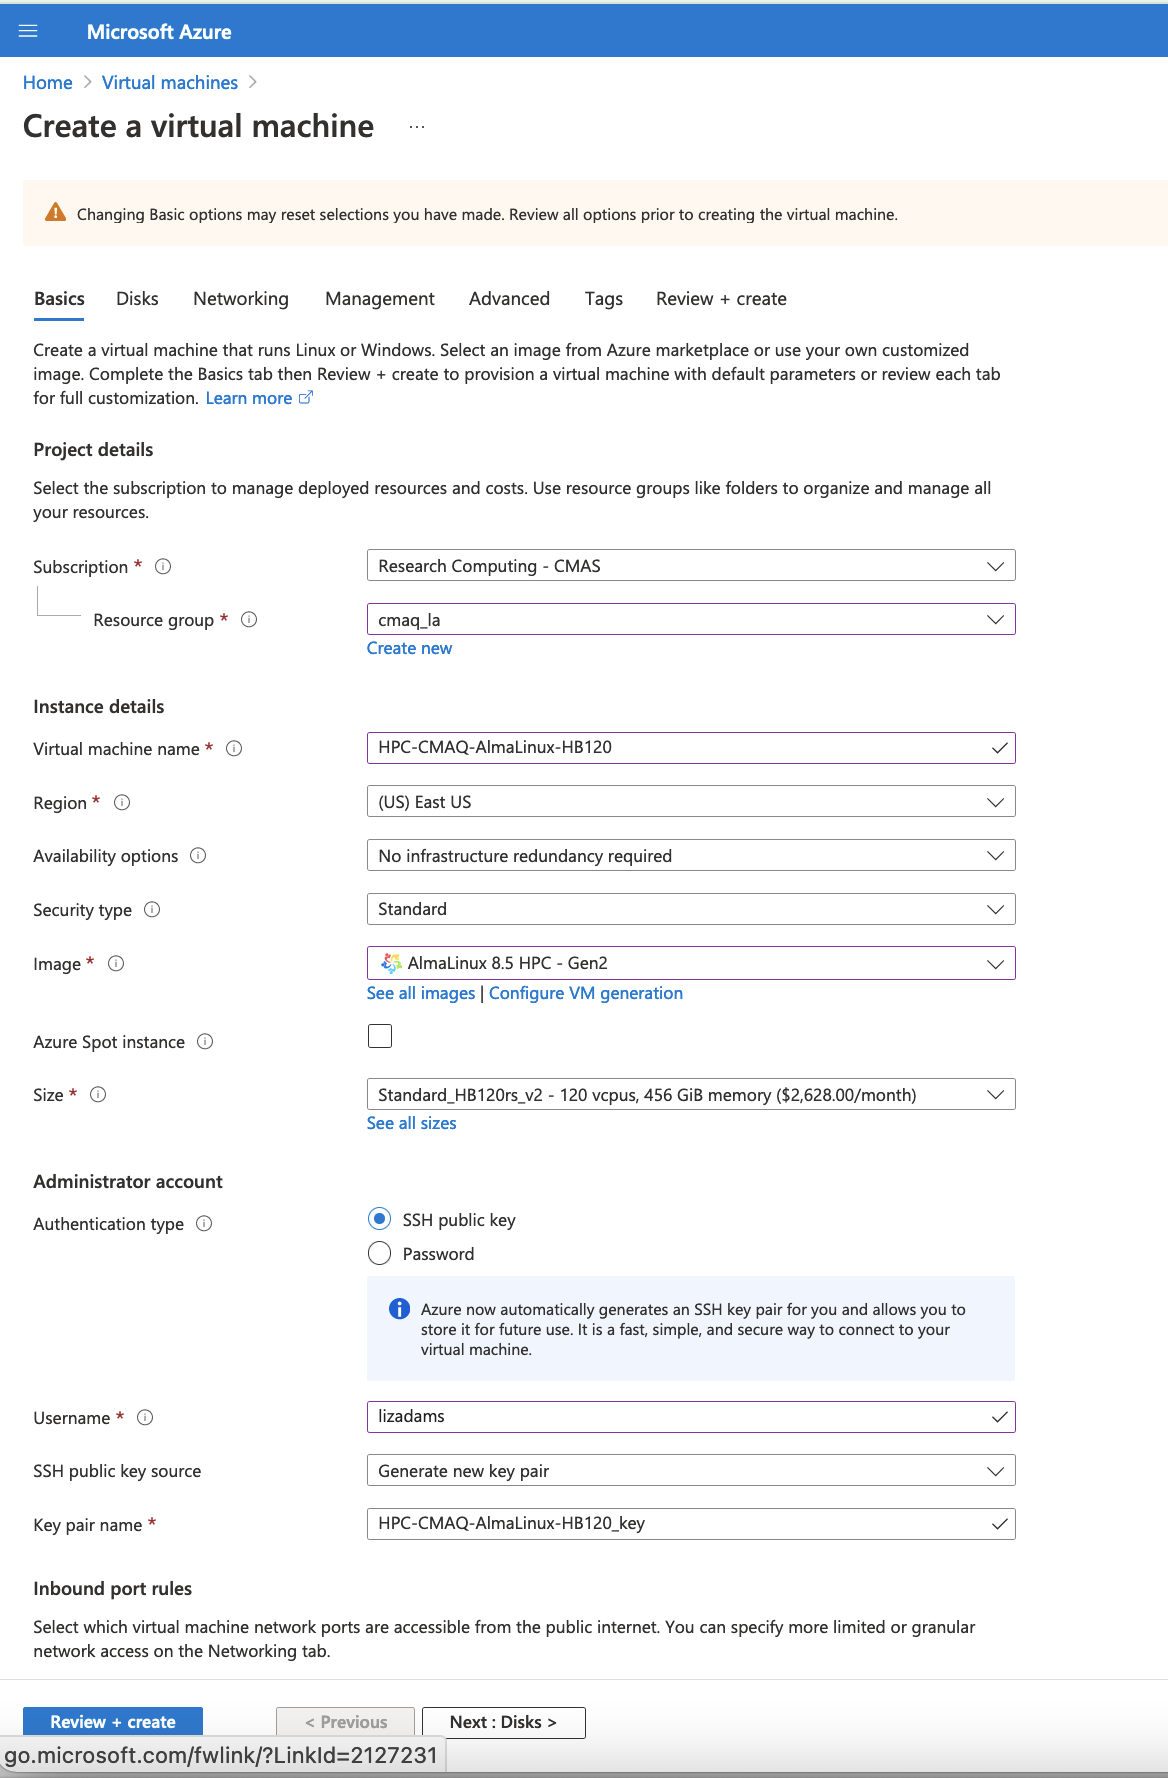 Microsoft Azure
Home > Virtual machines >
Create a virtual machine ...
Changing Basic options may reset selections you have made. Review all options prior to creating the virtual machine.
Basics Disks Networking Management Advanced Tags Review + create
Create a virtual machine that runs Linux or Windows. Select an image from Azure marketplace or use your own customized
image. Complete the Basics tab then Review + create to provision a virtual machine with default parameters or review each tab
for full customization. Learn more
Project details
Select the subscription to manage deployed resources and costs. Use resource groups like folders to organize and manage all
your resources.
Subscription * Research Computing - CMAS
Resource group * cmaq_la
Create new
Instance details
Virtual machine name * HPC-CMAQ-AlmaLinux-HB120
Region * (US) East US
Availability options No infrastructure redundancy required
Security type Standard
Image * AlmaLinux 8.5 HPC - Gen2
See all images | Configure VM generation
Azure Spot instance
Size * Standard_HB120rs_v2 - 120 vcpus, 456 GiB memory ($2,628.00/month)
See all sizes
Administrator account
Authentication type SSH public key
Password
Azure now automatically generates an SSH key pair for you and allows you to
store it for future use. It is a fast, simple, and secure way to connect to your
virtual machine.
Username * lizadams
SSH public key source Generate new key pair
Key pair name * HPC-CMAQ-AlmaLinux-HB120_key
Inbound port rules
Select which virtual machine network ports are accessible from the public internet. You can specify more limited or granular
network access on the Networking tab.
Review + create < Previous Next : Disks >
go.microsoft.com/fwlink/?LinkId=2127231